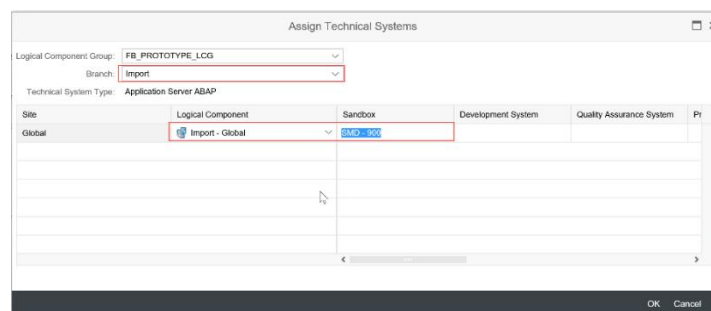 Assign Technical Systems
Logical Component Group: FB_PROTOTYPE_LCG
Branch: Import
Technical System Type: Application Server ABAP
Site Logical Component Sandbox Development System Quality Assurance System Pr
Global Import - Global SMD - 900
OK Cancel